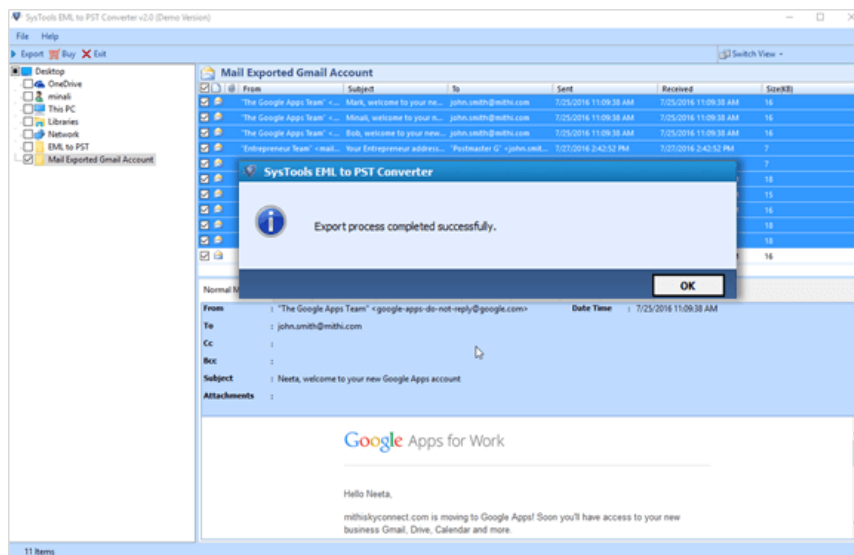 SysTools EML to PST Converter v2.0 (Demo Version)
File Help
Export Buy Exit Switch View
Desktop
OneDrive
minali
This PC
Libraries
Network
EML to PST
Mail Exported Gmail Account
Mail Exported Gmail Account
From Subject To Sent Received Size(KB)
'The Google Apps Team' <... Mark, welcome to your ne... john.smith@mithi.com 7/25/2016 11:09:38 AM 7/25/2016 11:09:38 AM 16
'The Google Apps Team' <... Minali, welcome to your n... john.smith@mithi.com 7/25/2016 11:09:38 AM 7/25/2016 11:09:38 AM 16
'The Google Apps Team' <... Bob, welcome to your new... john.smith@mithi.com 7/25/2016 11:09:38 AM 7/25/2016 11:09:38 AM 16
'Entrepreneur Team' <mail... Your Entrepreneur address... 'Postmaster G' <john.smit... 7/27/2016 2:42:52 PM 7/27/2016 2:42:52 PM 7
7
18
15
16
18
18
16
SysTools EML to PST Converter
Export process completed successfully.
OK
Normal M
From : "The Google Apps Team" <google-apps-do-not-reply@google.com> Date Time : 7/25/2016 11:09:38 AM
To : john.smith@mithi.com
Cc :
Bcc :
Subject : Neeta, welcome to your new Google Apps account
Attachments :
Google Apps for Work
Hello Neeta,
mithiskyconnect.com is moving to Google Apps! Soon you'll have access to your new
business Gmail, Drive, Calendar and more.
11 Items